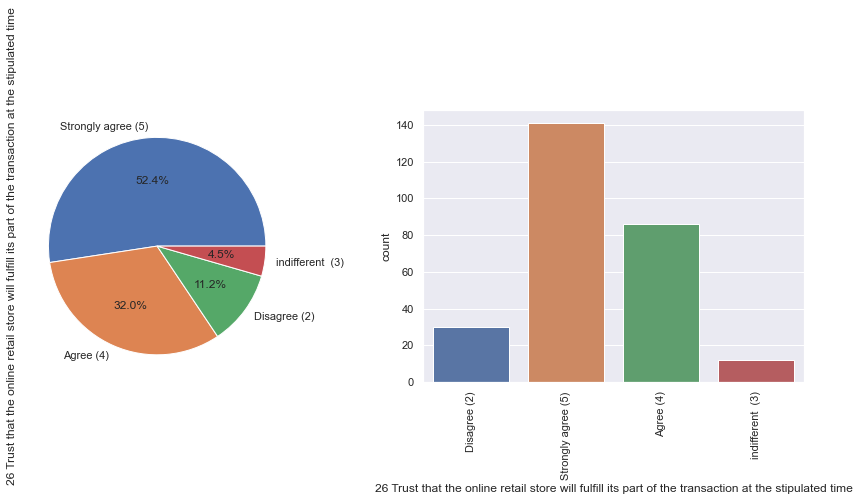 26 Trust that the online retail store will fulfill its part of the transaction at the stipulated time
Strongly agree (5)
52.4%
4.5%
indifferent  (3)
11.2%
32.0%
Disagree (2)
Agree (4)
140
120
100
80
60
40
20
0
count
Disagree (2)
Strongly agree (5)
Agree (4)
indifferent  (3)
26 Trust that the online retail store will fulfill its part of the transaction at the stipulated time